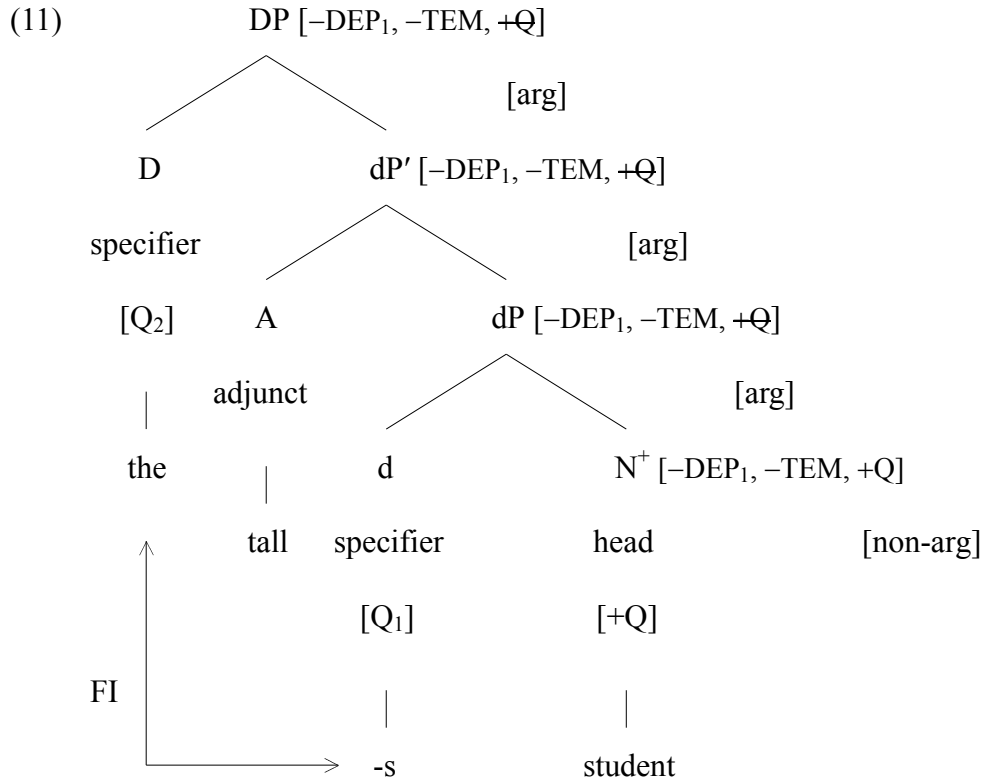 (11) DP [–DEP₁, –TEM, +Q]
[arg]
D dP′ [–DEP₁, –TEM, +Q]
specifier [arg]
[Q₂] A dP [–DEP₁, –TEM, +Q]
adjunct [arg]
the d N⁺ [–DEP₁, –TEM, +Q]
tall specifier head [non-arg]
[Q₁] [+Q]
FI
-s student